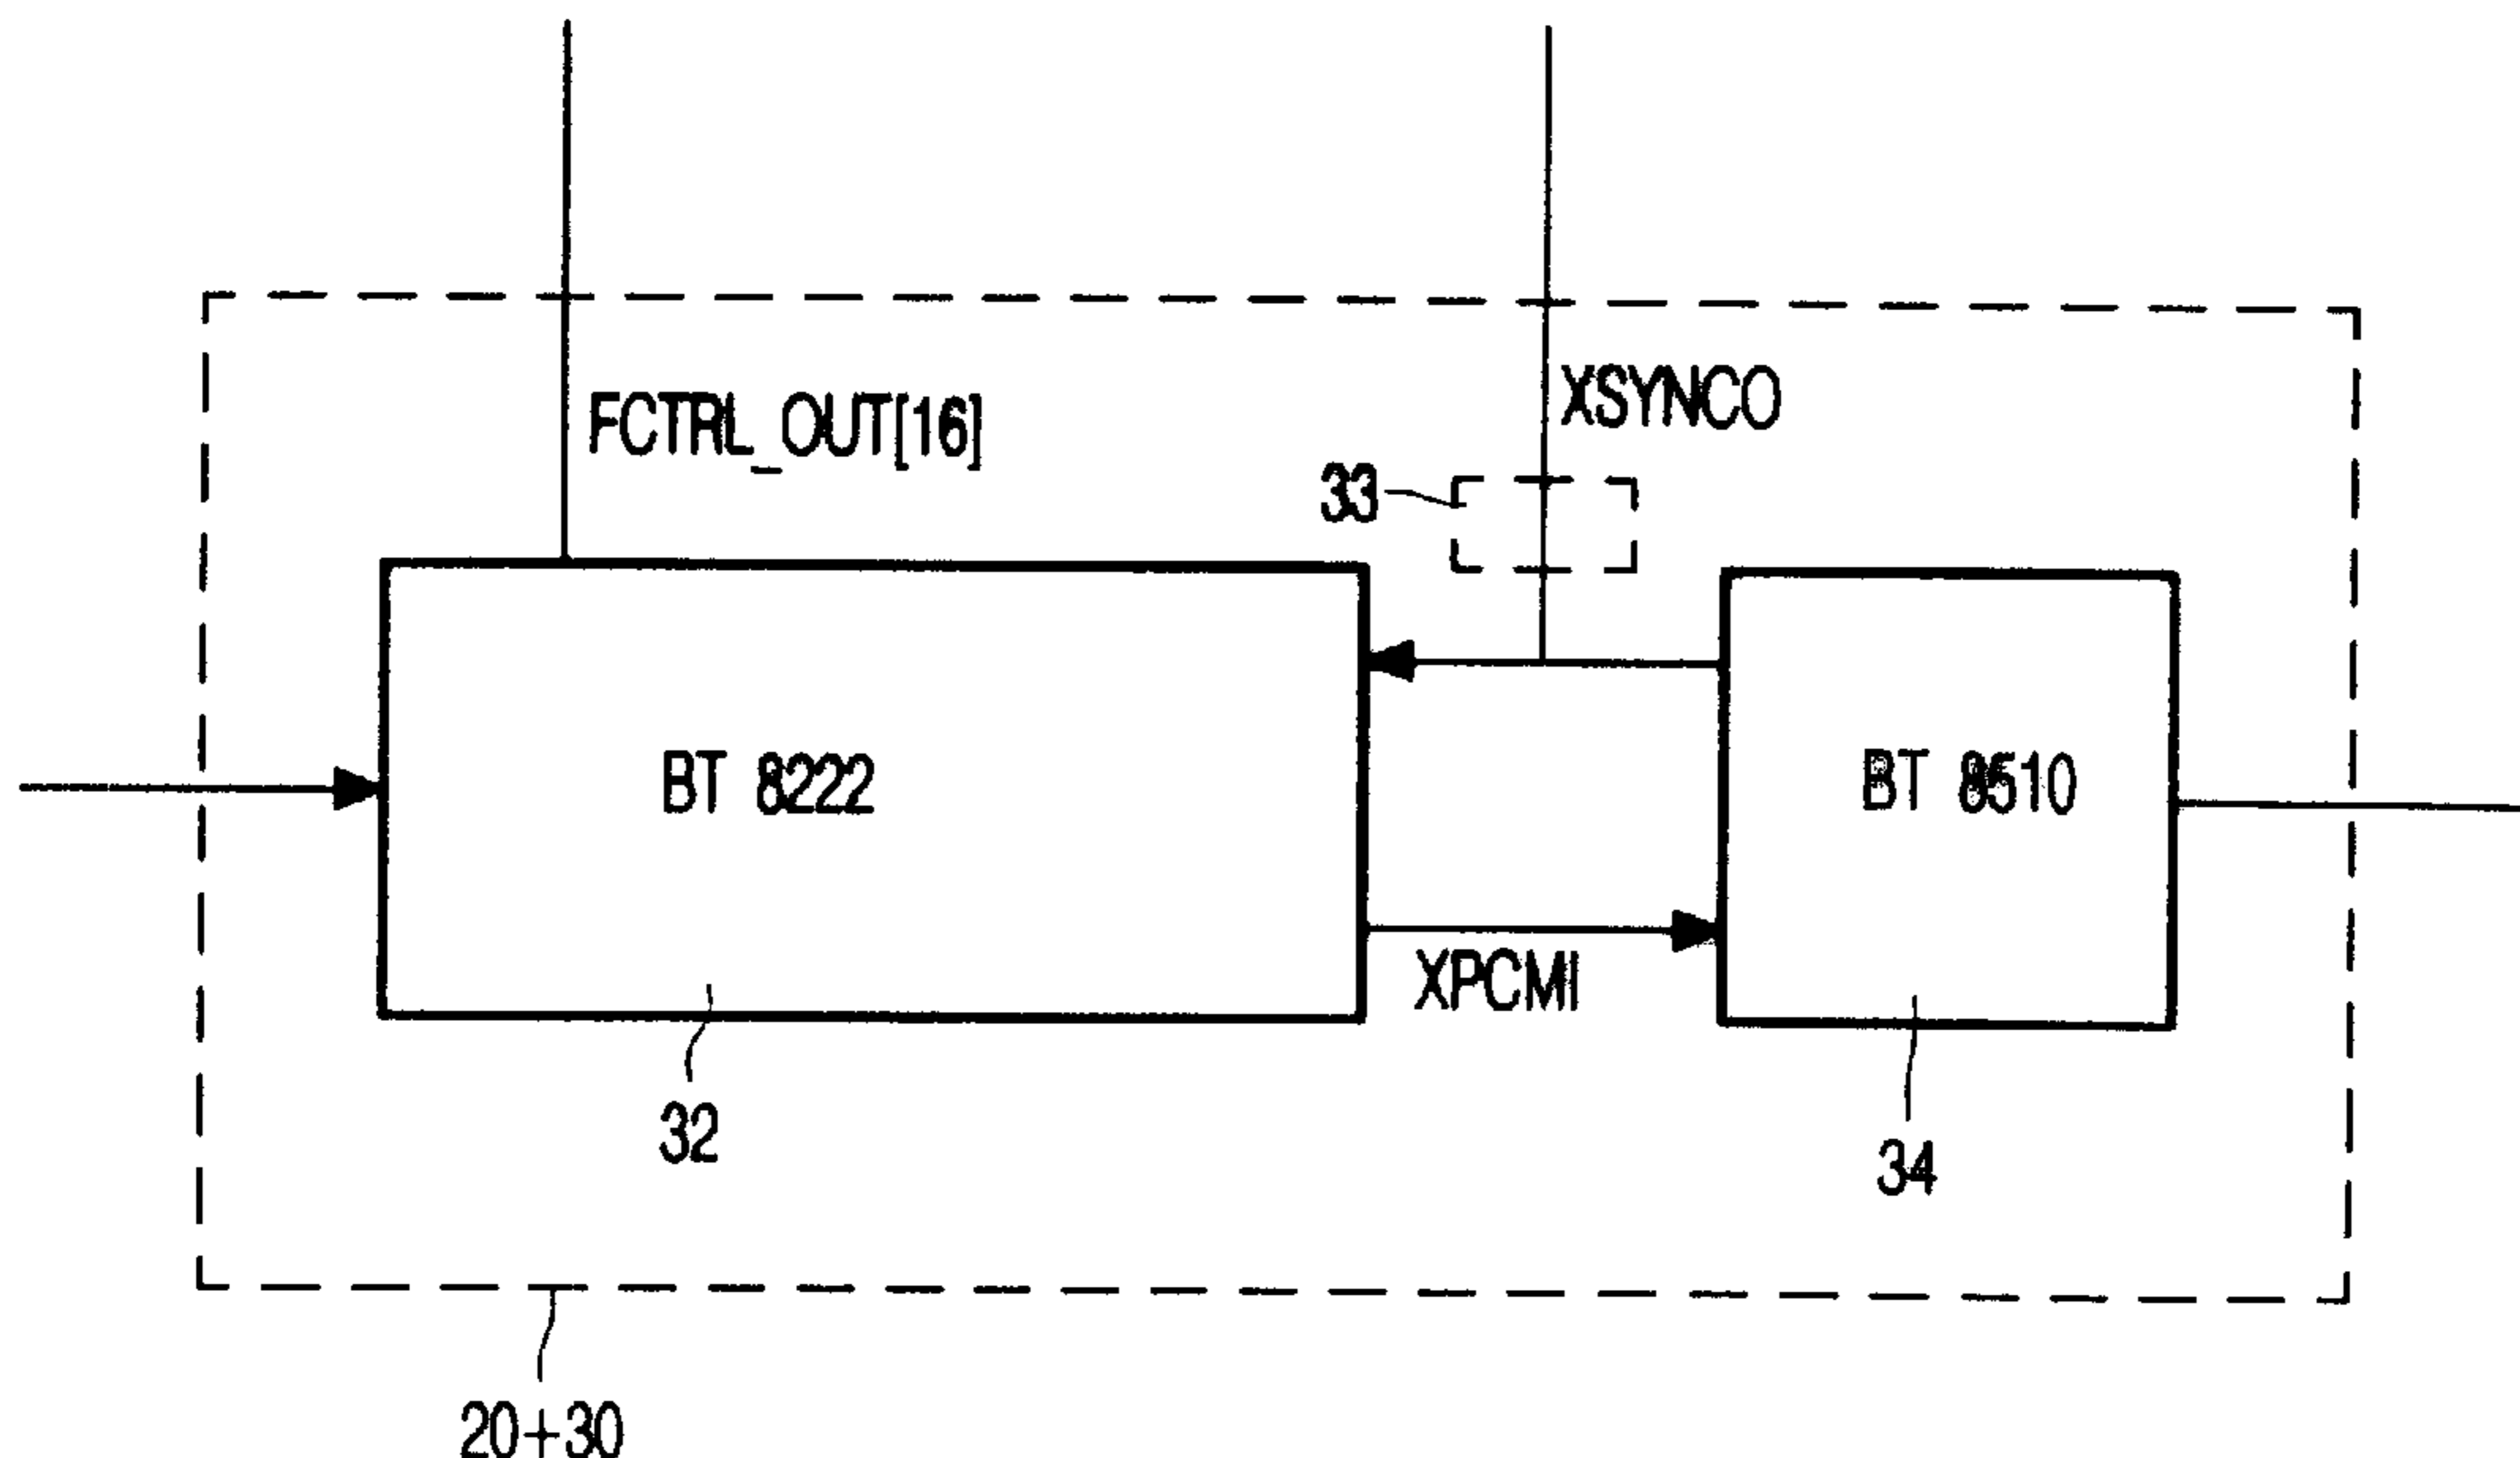 FCTRL_OUT[16]
XSYNCO
33
BT 8222
BT 8510
XPCMI
32
34
20+30